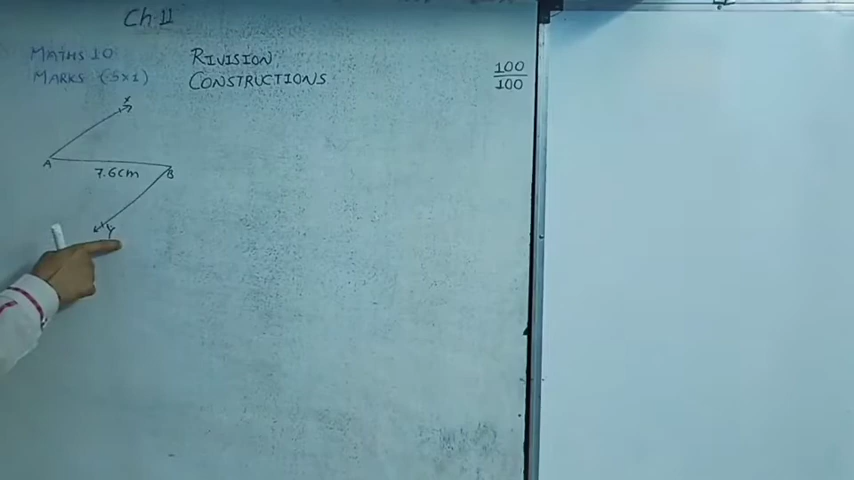 Ch 11
MATHS 10
RIVISION
MARKS (5x1)
CONSTRUCTIONS
100
100
X
A
7.6cm
B
Y